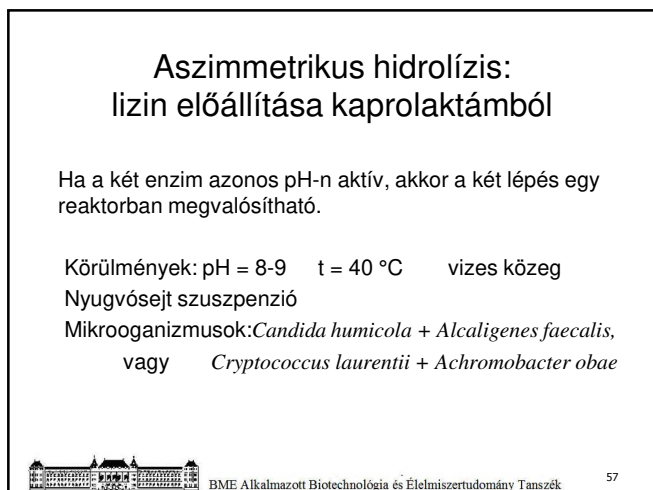 Aszimmetrikus hidrolízis:
lizin előállítása kaprolaktámból
Ha a két enzim azonos pH-n aktív, akkor a két lépés egy
reaktorban megvalósítható.
Körülmények: pH = 8-9 t = 40 °C vizes közeg
Nyugvósejt szuszpenzió
Mikrooganizmusok:Candida humicola + Alcaligenes faecalis,
vagy Cryptococcus laurentii + Achromobacter obae
BME Alkalmazott Biotechnológia és Élelmiszertudomány Tanszék
57